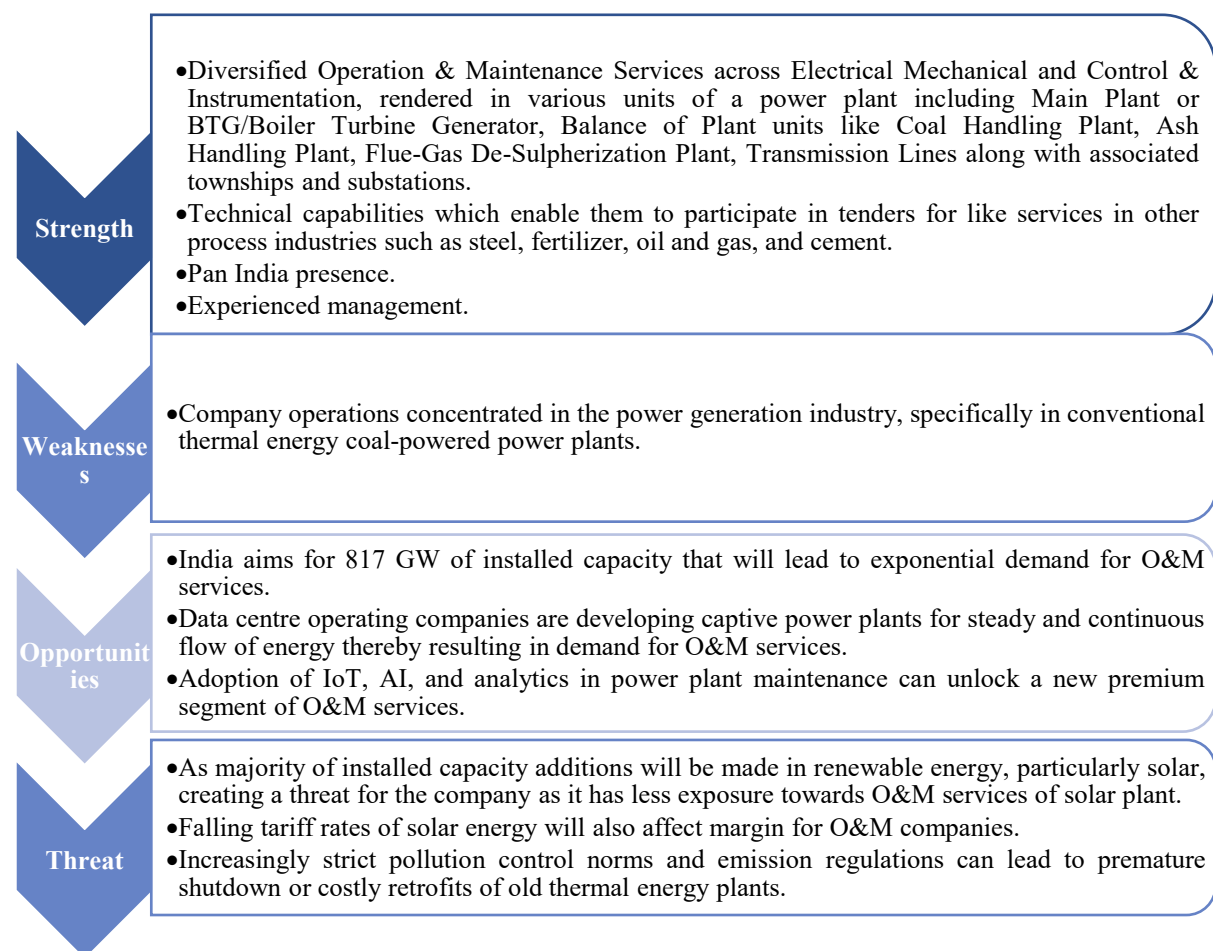 Strength
•Diversified Operation & Maintenance Services across Electrical Mechanical and Control &
Instrumentation, rendered in various units of a power plant including Main Plant or
BTG/Boiler Turbine Generator, Balance of Plant units like Coal Handling Plant, Ash
Handling Plant, Flue-Gas De-Sulpherization Plant, Transmission Lines along with associated
townships and substations.
•Technical capabilities which enable them to participate in tenders for like services in other
process industries such as steel, fertilizer, oil and gas, and cement.
•Pan India presence.
•Experienced management.
Weaknesse
s
•Company operations concentrated in the power generation industry, specifically in conventional
thermal energy coal-powered power plants.
Opportunit
ies
•India aims for 817 GW of installed capacity that will lead to exponential demand for O&M
services.
•Data centre operating companies are developing captive power plants for steady and continuous
flow of energy thereby resulting in demand for O&M services.
•Adoption of IoT, AI, and analytics in power plant maintenance can unlock a new premium
segment of O&M services.
Threat
•As majority of installed capacity additions will be made in renewable energy, particularly solar,
creating a threat for the company as it has less exposure towards O&M services of solar plant.
•Falling tariff rates of solar energy will also affect margin for O&M companies.
•Increasingly strict pollution control norms and emission regulations can lead to premature
shutdown or costly retrofits of old thermal energy plants.